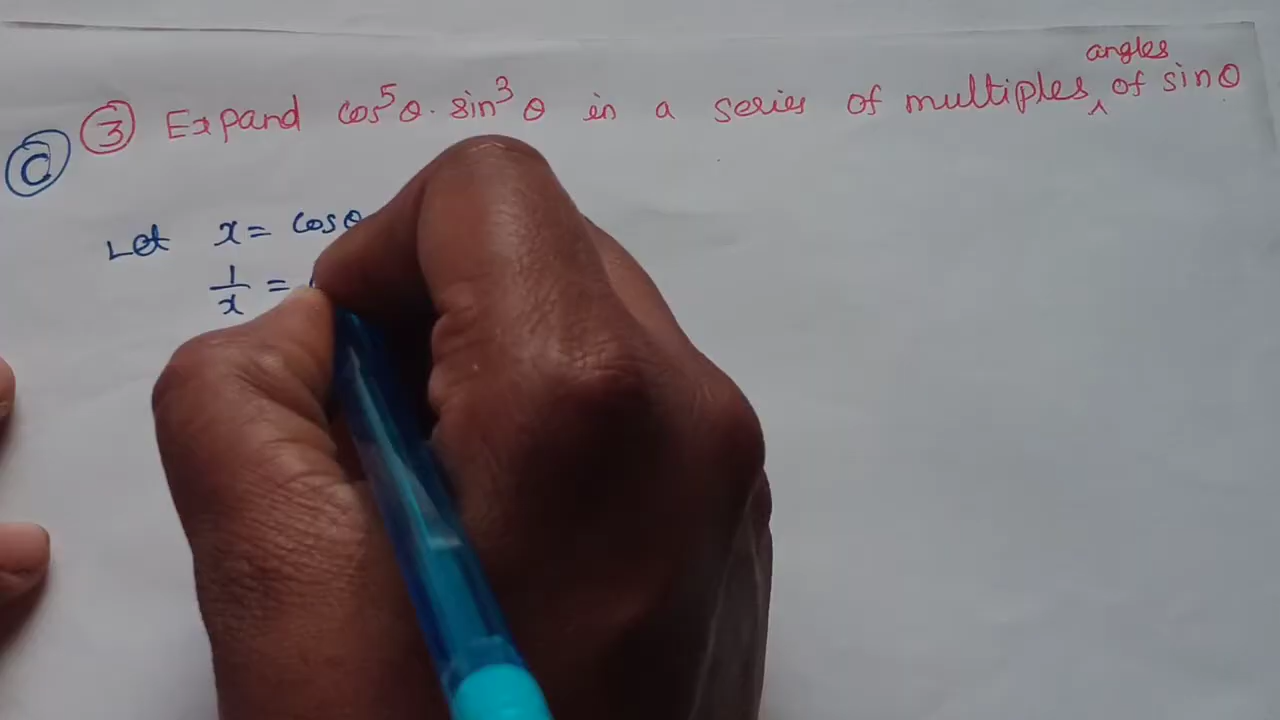 angles
③ Expand cos⁵θ. sin³θ in a series of multiples ‸ of sinθ
Q
Let x = cosθ
1/x =